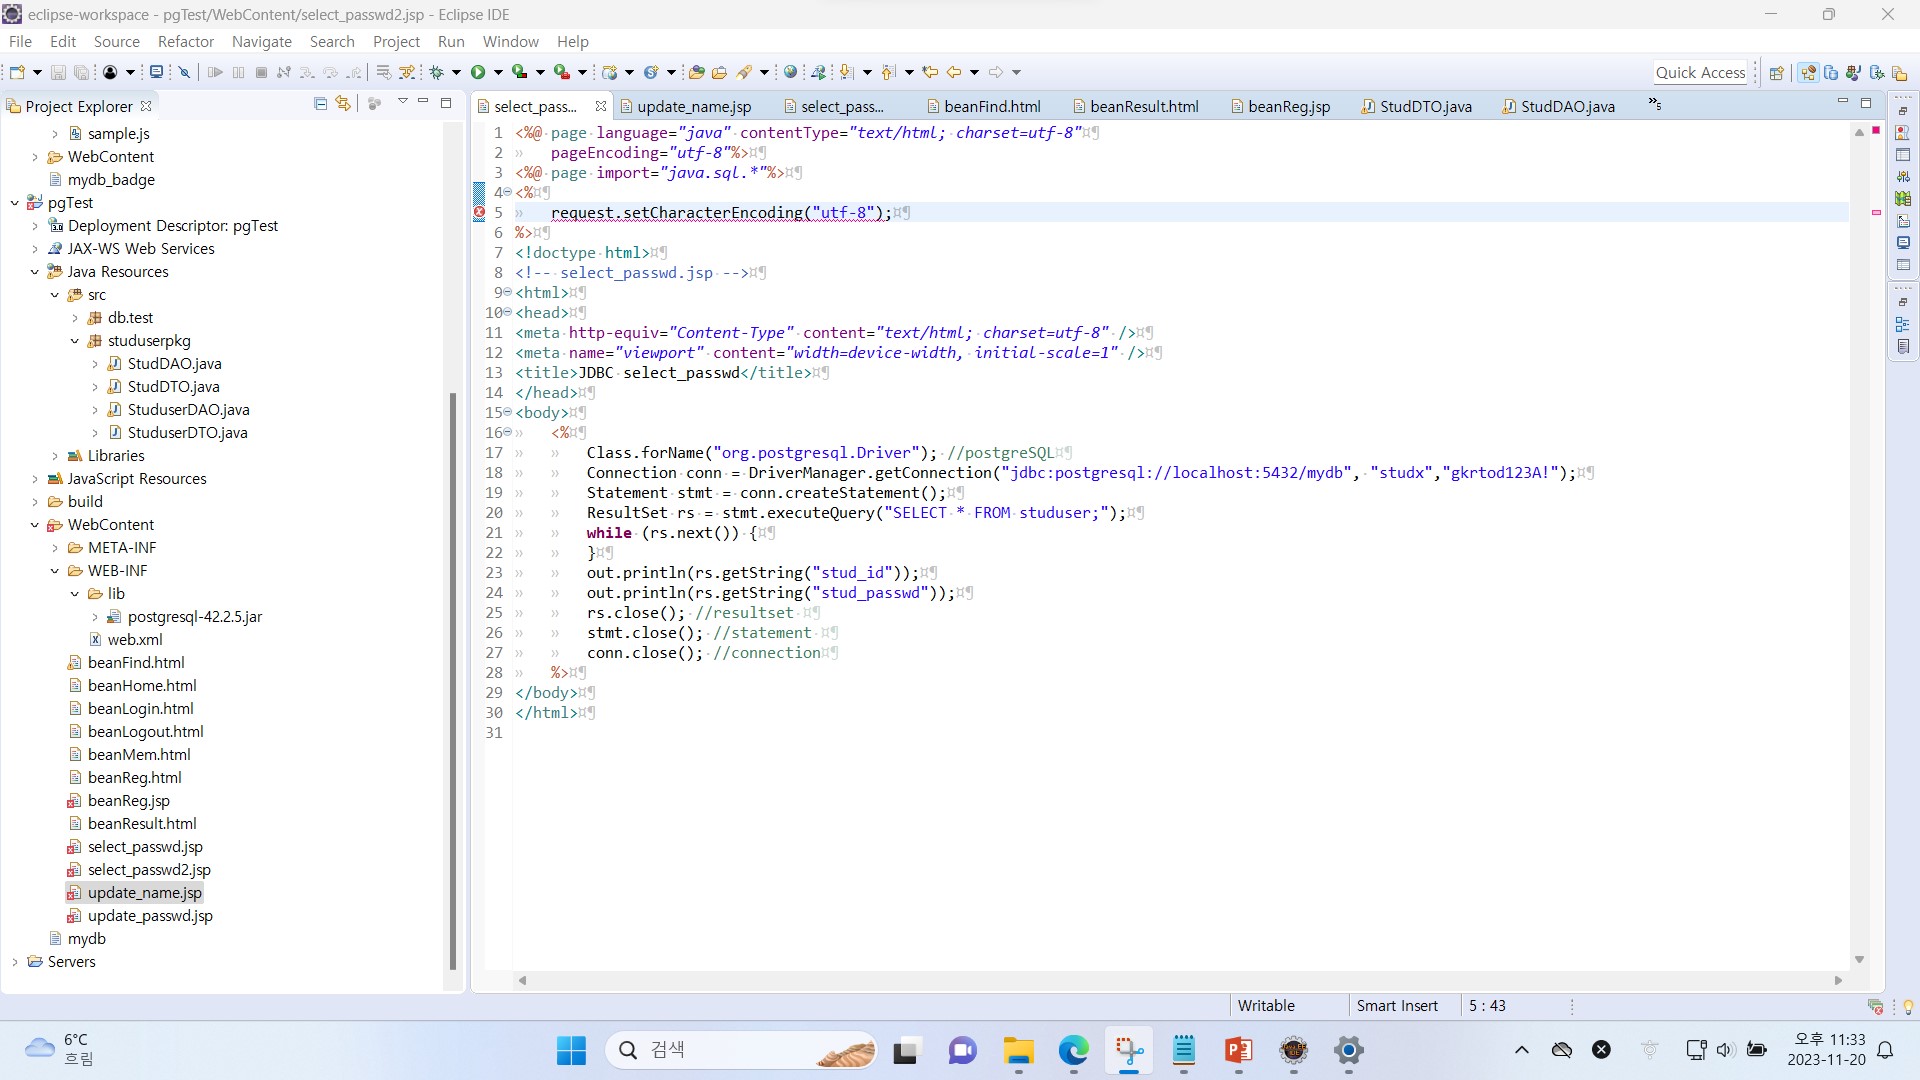 eclipse-workspace - pgTest/WebContent/select_passwd2.jsp - Eclipse IDE
File Edit Source Refactor Navigate Search Project Run Window Help
Quick Access
Project Explorer
select_pass... update_name.jsp select_pass... beanFind.html beanResult.html beanReg.jsp StudDTO.java StudDAO.java »5
sample.js
WebContent
mydb_badge
pgTest
Deployment Descriptor: pgTest
JAX-WS Web Services
Java Resources
src
db.test
studuserpkg
StudDAO.java
StudDTO.java
StuduserDAO.java
StuduserDTO.java
Libraries
JavaScript Resources
build
WebContent
META-INF
WEB-INF
lib
postgresql-42.2.5.jar
web.xml
beanFind.html
beanHome.html
beanLogin.html
beanLogout.html
beanMem.html
beanReg.html
beanReg.jsp
beanResult.html
select_passwd.jsp
select_passwd2.jsp
update_name.jsp
update_passwd.jsp
mydb
Servers
1 <%@ page language="java" contentType="text/html; charset=utf-8"
2 pageEncoding="utf-8"%>
3 <%@ page import="java.sql.*"%>
4 <%
5 request.setCharacterEncoding("utf-8");
6 %>
7 <!doctype html>
8 <!-- select_passwd.jsp -->
9 <html>
10 <head>
11 <meta http-equiv="Content-Type" content="text/html; charset=utf-8" />
12 <meta name="viewport" content="width=device-width, initial-scale=1" />
13 <title>JDBC select_passwd</title>
14 </head>
15 <body>
16 <%
17 Class.forName("org.postgresql.Driver"); //postgreSQL
18 Connection conn = DriverManager.getConnection("jdbc:postgresql://localhost:5432/mydb", "studx","gkrtod123A!");
19 Statement stmt = conn.createStatement();
20 ResultSet rs = stmt.executeQuery("SELECT * FROM studuser;");
21 while (rs.next()) {
22 }
23 out.println(rs.getString("stud_id"));
24 out.println(rs.getString("stud_passwd"));
25 rs.close(); //resultset
26 stmt.close(); //statement
27 conn.close(); //connection
28 %>
29 </body>
30 </html>
31
Writable Smart Insert 5 : 43
6°C
흐림
검색
오후 11:33
2023-11-20